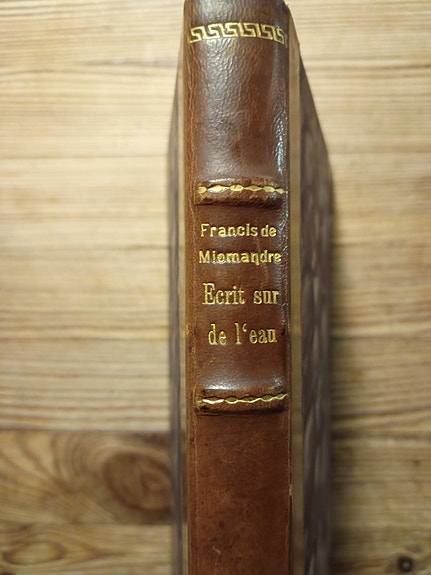 Francis de
Miomandre
Ecrit sur
de l'eau